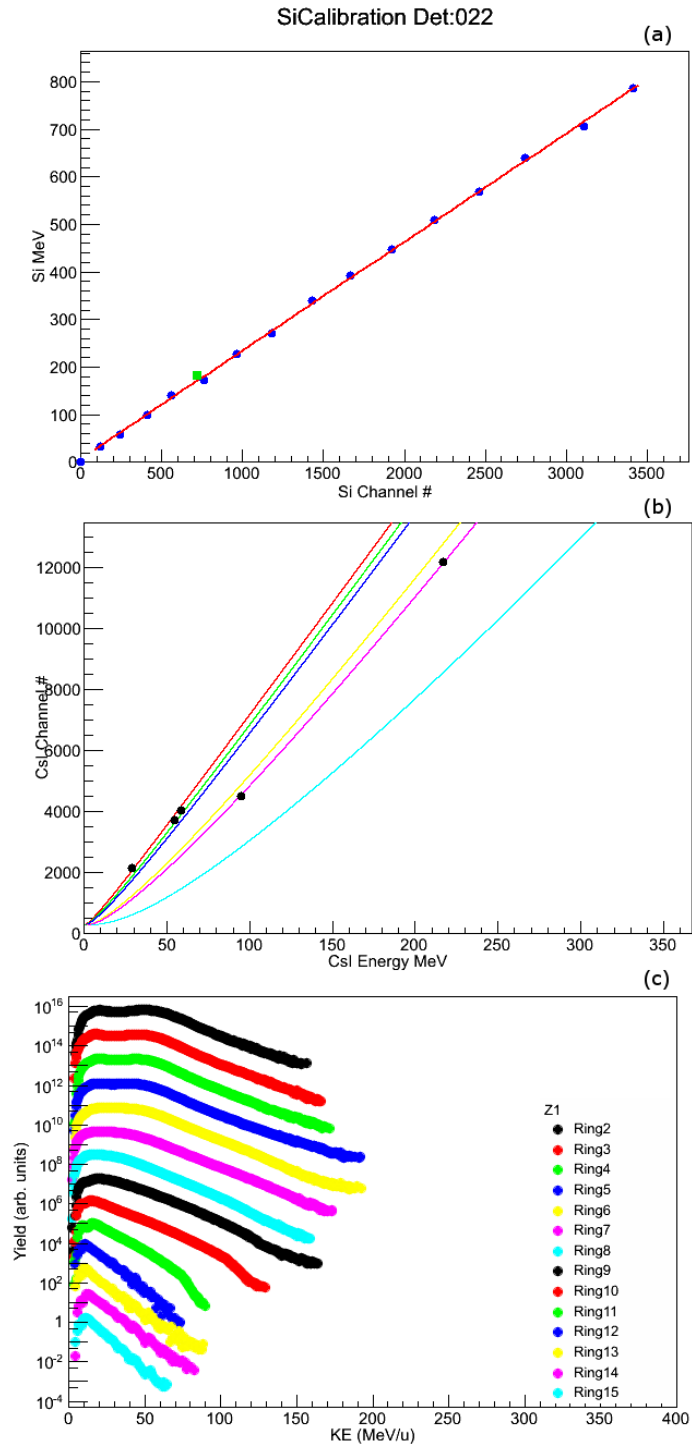 SiCalibration Det:022
(a)
Si MeV
800
700
600
500
400
300
200
100
0
0 500 1000 1500 2000 2500 3000 3500
Si Channel #
(b)
CsI Channel #
12000
10000
8000
6000
4000
2000
0
0 50 100 150 200 250 300 350
CsI Energy MeV
(c)
Yield (arb. units)
10^16
10^14
10^12
10^10
10^8
10^6
10^4
10^2
1
10^-2
10^-4
Z1
Ring2
Ring3
Ring4
Ring5
Ring6
Ring7
Ring8
Ring9
Ring10
Ring11
Ring12
Ring13
Ring14
Ring15
0 50 100 150 200 250 300 350 400
KE (MeV/u)